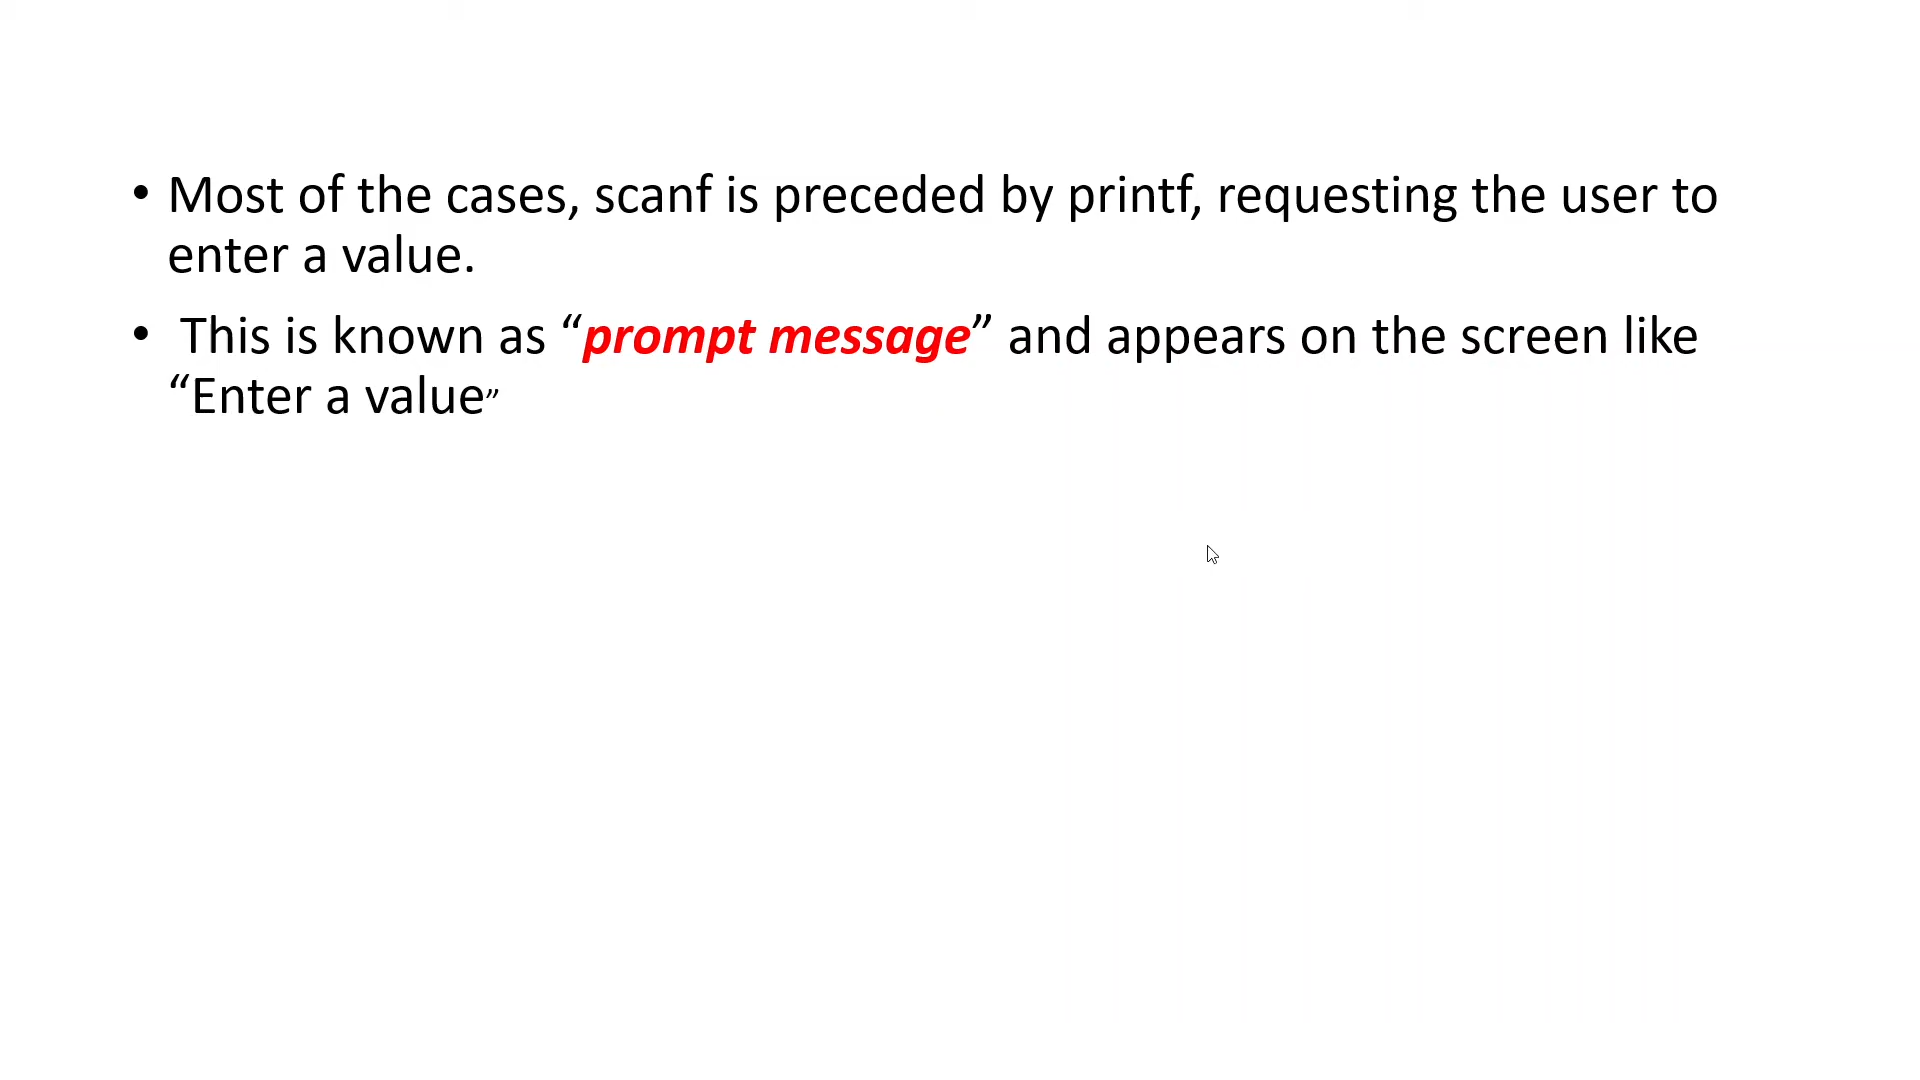 • Most of the cases, scanf is preceded by printf, requesting the user to
enter a value.
• This is known as “prompt message” and appears on the screen like
“Enter a value”